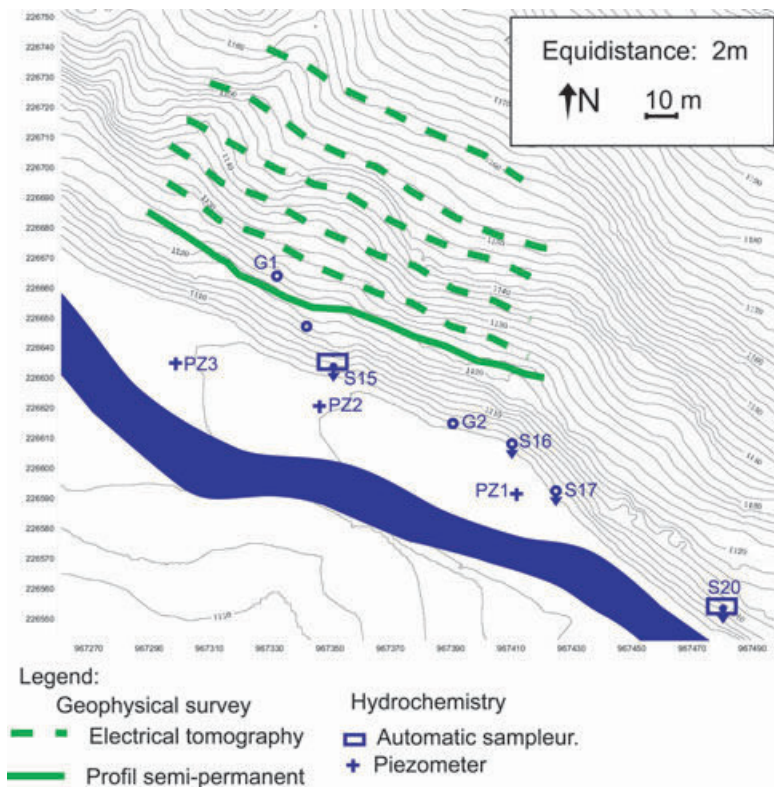 Equidistance: 2m
N
10 m
226750
226740
226730
226720
226710
226700
226690
226680
226670
226660
226650
226640
226630
226620
226610
226600
226590
226580
226570
226560
226550
G1
PZ3
S15
PZ2
G2
S16
PZ1
S17
S20
967270
967290
967310
967330
967350
967370
967390
967410
967430
967450
967470
967490
Legend:
Geophysical survey
Hydrochemistry
Electrical tomography
Automatic sampleur.
Profil semi-permanent
Piezometer